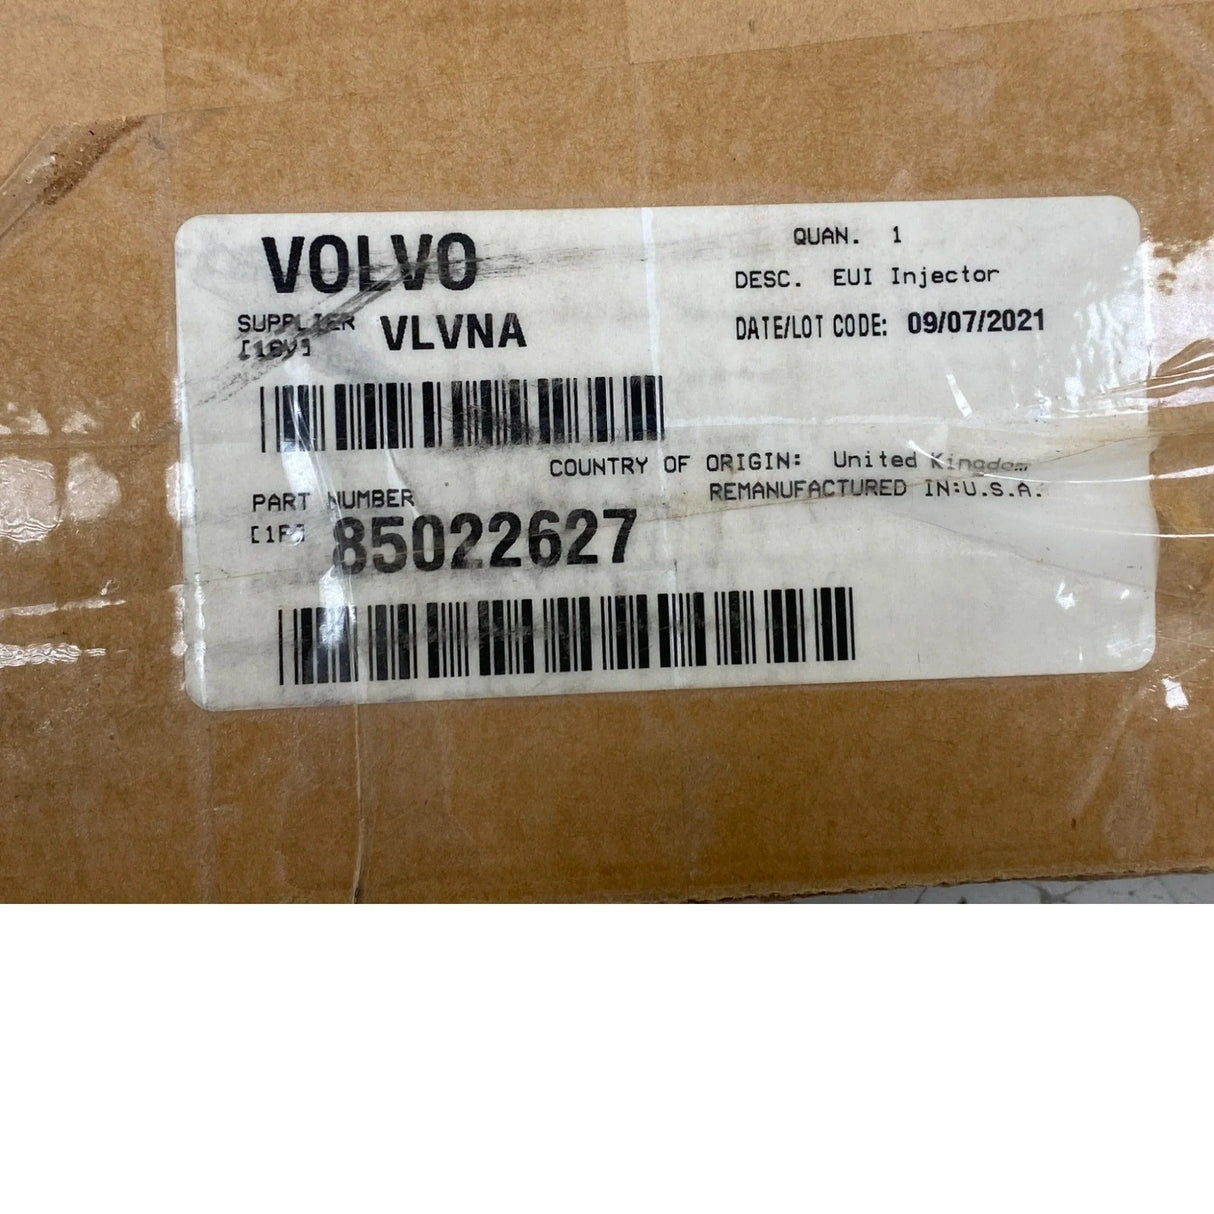 VOLVO
SUPPLIER VLVNA
QUAN. 1
DESC. EUI Injector
DATE/LOT CODE: 09/07/2021
COUNTRY OF ORIGIN: United Kingdom
REMANUFACTURED IN:U.S.A.
PART NUMBER
85022627